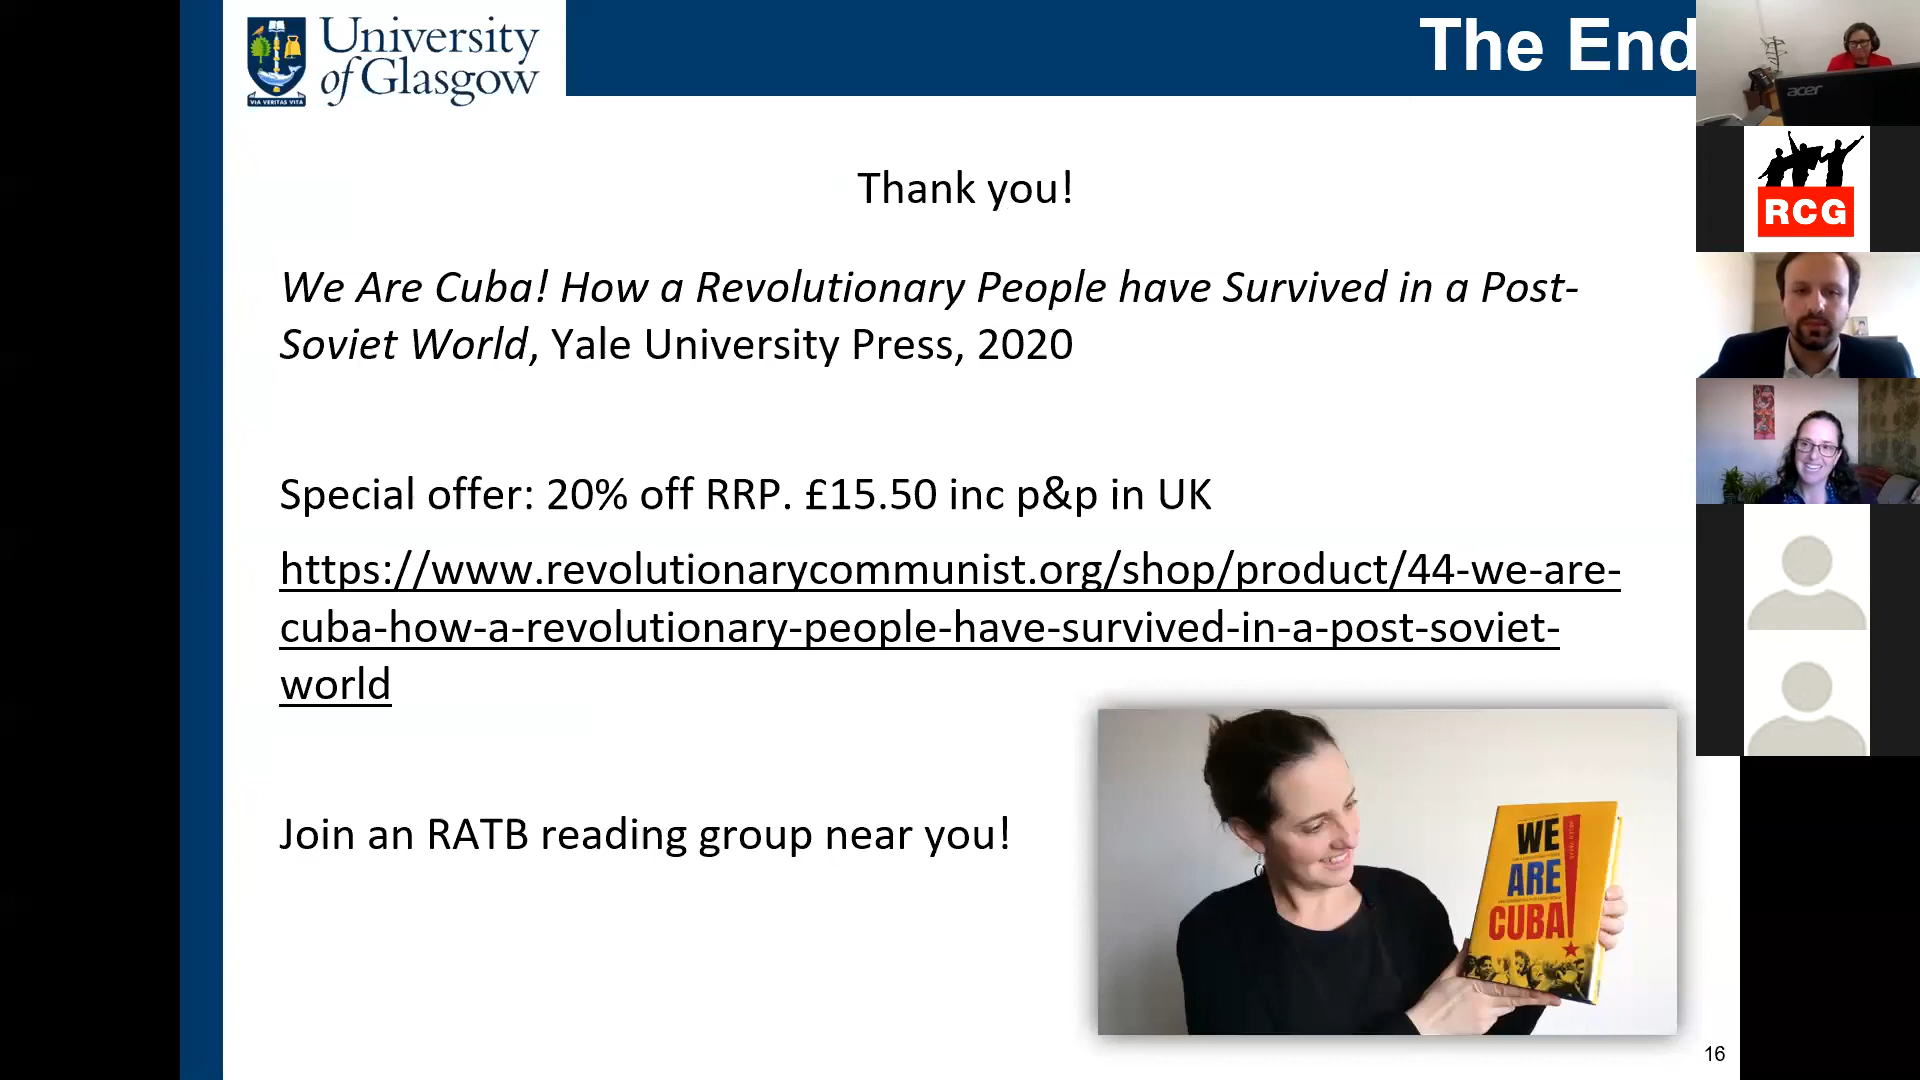 University
of Glasgow
VIA VERITAS VITA
The End
acer
RCG
Thank you!
We Are Cuba! How a Revolutionary People have Survived in a Post-
Soviet World, Yale University Press, 2020
Special offer: 20% off RRP. £15.50 inc p&p in UK
https://www.revolutionarycommunist.org/shop/product/44-we-are-
cuba-how-a-revolutionary-people-have-survived-in-a-post-soviet-
world
Join an RATB reading group near you!
WE
ARE
CUBA!
16